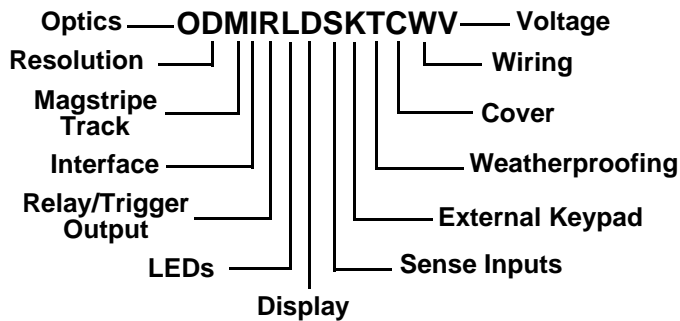 Optics ODMIRLDSKTCWV Voltage
Resolution Wiring
Magstripe
Track
Cover
Interface Weatherproofing
Relay/Trigger
Output
External Keypad
LEDs Sense Inputs
Display